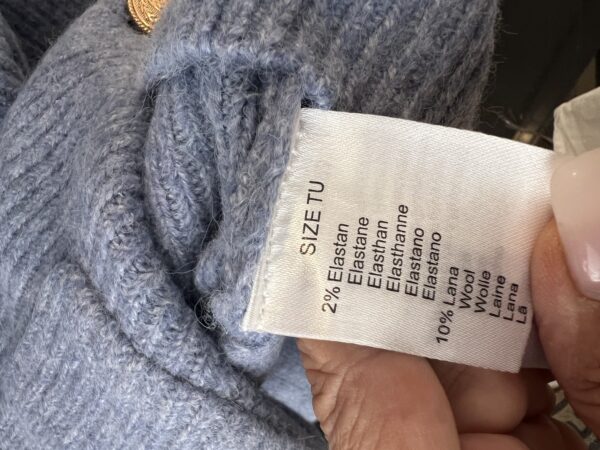 SIZE TU
2% Elastan
Elastane
Elasthan
Elasthanne
Elastano
Elastano
10% Lana
Wool
Wolle
Laine
Lana
Lã